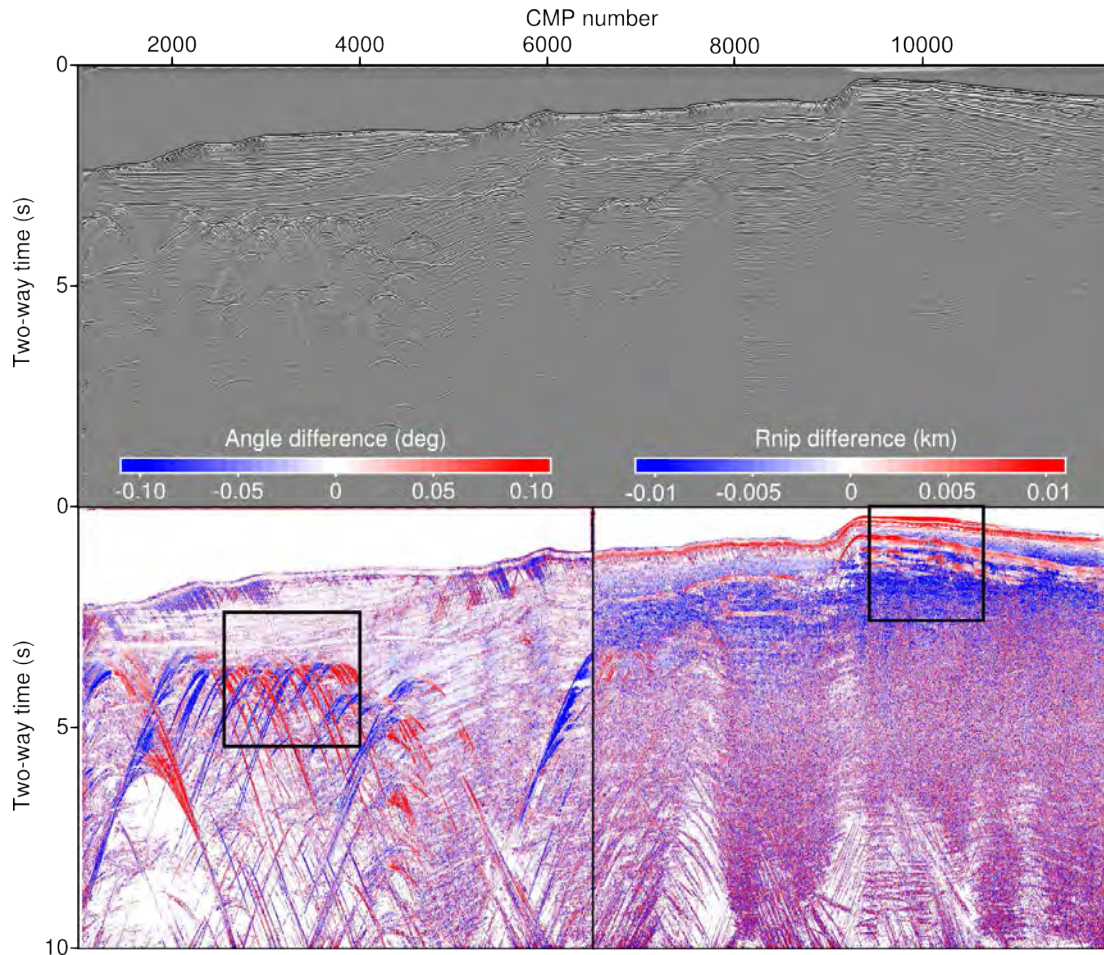 CMP number
2000 4000 6000 8000 10000
0
Two-way time (s)
5
Angle difference (deg)
-0.10 -0.05 0 0.05 0.10
Rnip difference (km)
-0.01 -0.005 0 0.005 0.01
0
Two-way time (s)
5
10